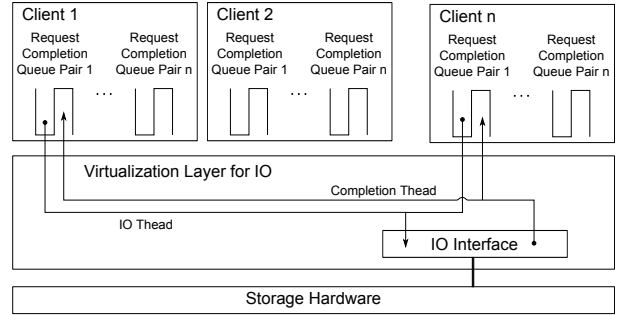 Client 1
Client 2
Client n
Request
Completion
Queue Pair 1
...
Request
Completion
Queue Pair n
Request
Completion
Queue Pair 1
...
Request
Completion
Queue Pair n
Request
Completion
Queue Pair 1
...
Request
Completion
Queue Pair n
Virtualization Layer for IO
Completion Thead
IO Thead
IO Interface
Storage Hardware